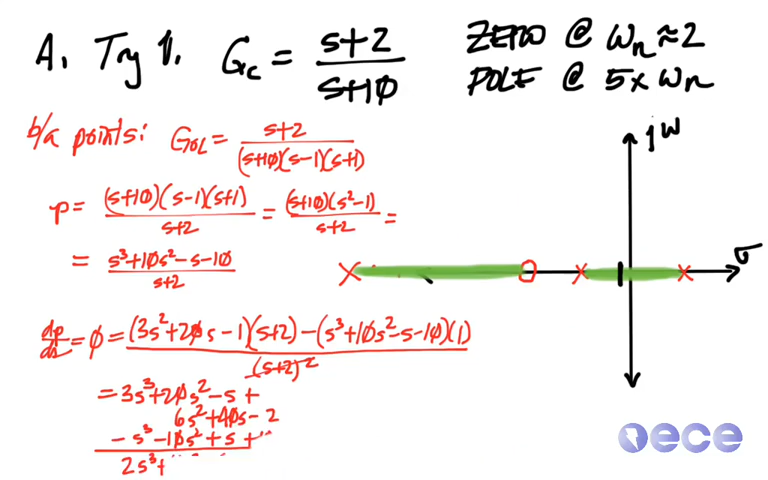 A. Try 1. Gc = s+2 / s+10
ZERO @ ωn ≈ 2
POLE @ 5x ωn
b/a points: GOL = s+2 / (s+10)(s-1)(s+1)
p = (s+10)(s-1)(s+1) / s+2 = (s+10)(s²-1) / s+2 =
= s³+10s²-s-10 / s+2
dp/ds = 0 = (3s²+20s-1)(s+2) - (s³+10s²-s-10)(1) / (s+2)²
= 3s³+20s²-s+
6s²+40s-2
-s³-10s²+s+
2s³+
jω
σ
ece